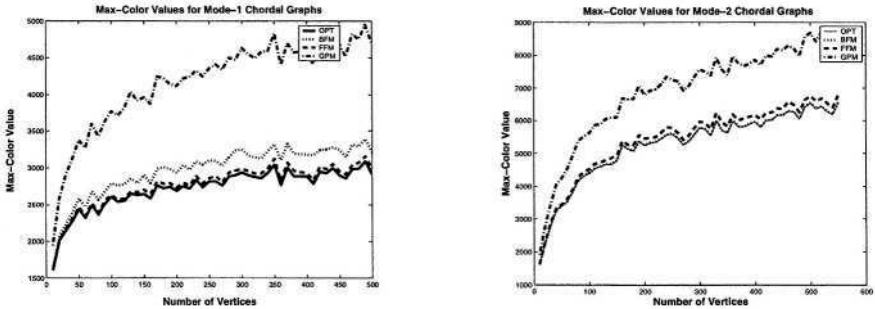 Max-Color Values for Mode-1 Chordal Graphs
5000
4500
4000
3500
3000
2500
2000
1500
Max-Color Value
OPT
BFM
FFM
GPM
0 50 100 150 200 250 300 350 400 450 500
Number of Vertices
Max-Color Values for Mode-2 Chordal Graphs
9000
8000
7000
6000
5000
4000
3000
2000
1000
Max-Color Value
OPT
BFM
FFM
GPM
0 100 200 300 400 500 600
Number of Vertices